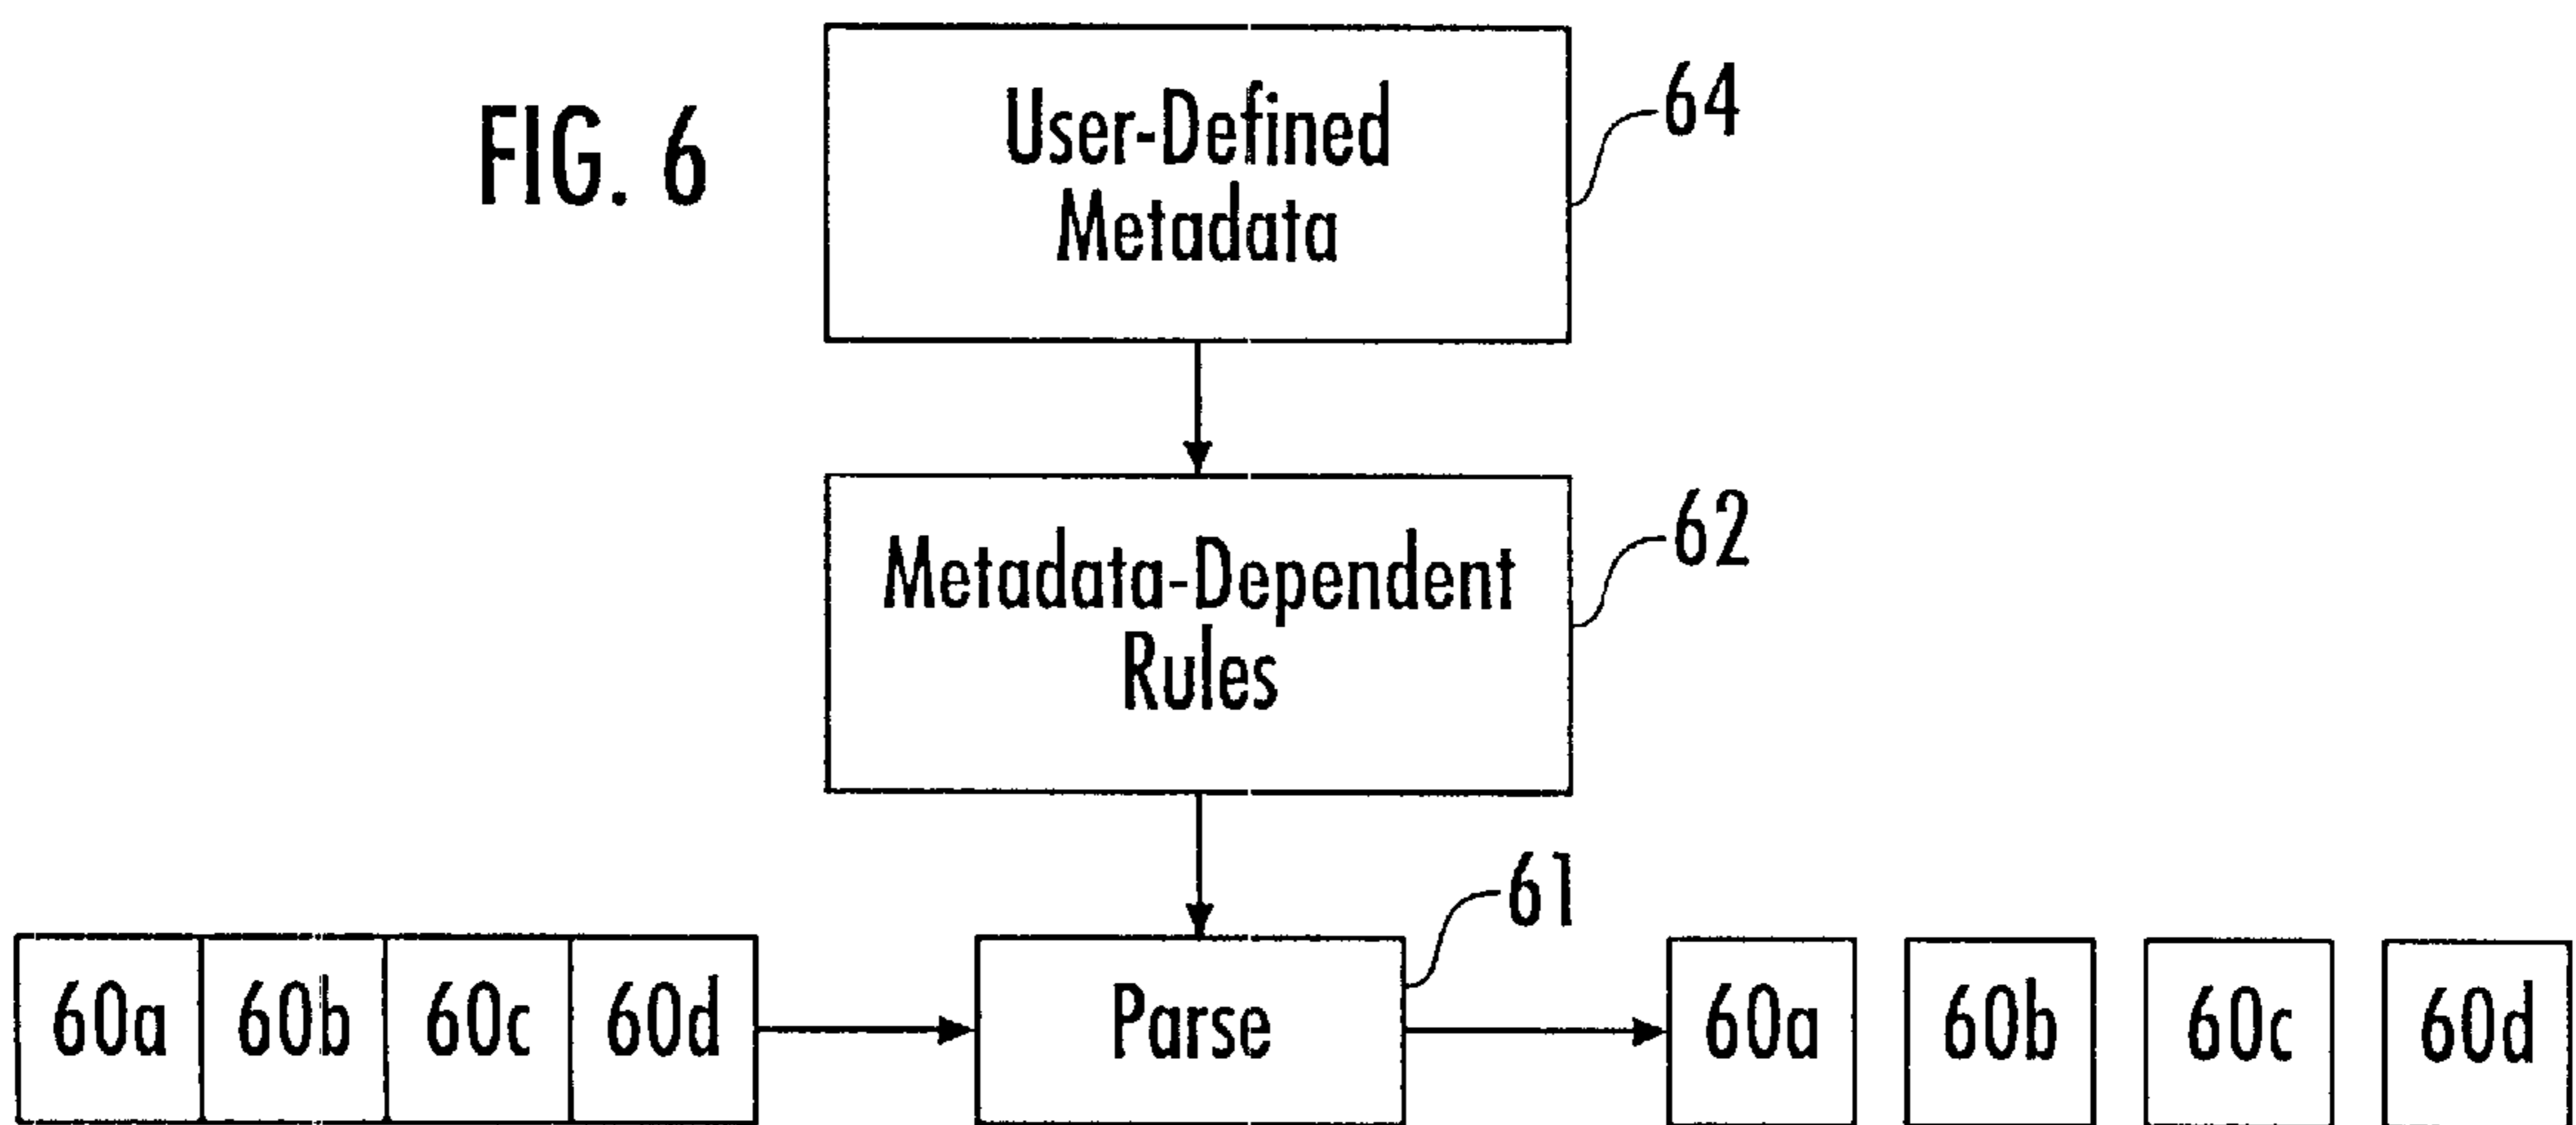 FIG. 6
User-Defined
Metadata
64
Metadata-Dependent
Rules
62
61
60a 60b 60c 60d Parse 60a 60b 60c 60d